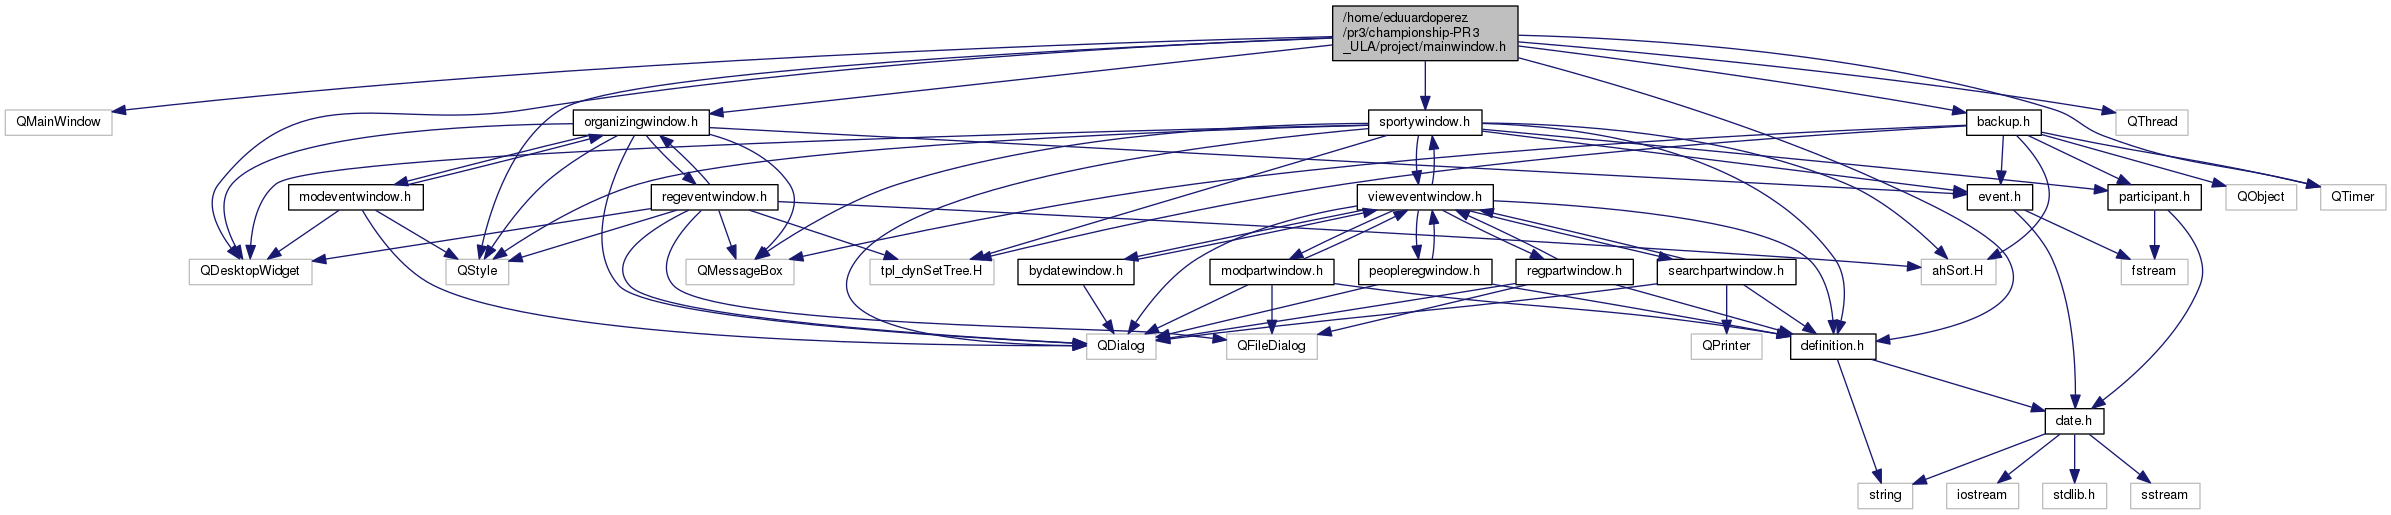 /home/eduuardoperez
/pr3/championship-PR3
_ULA/project/mainwindow.h
QMainWindow
organizingwindow.h
sportywindow.h
backup.h
QThread
modeventwindow.h
regeventwindow.h
vieweventwindow.h
event.h
participant.h
QObject
QTimer
QDesktopWidget
QStyle
QMessageBox
tpl_dynSetTree.H
bydatewindow.h
modpartwindow.h
peopleregwindow.h
regpartwindow.h
searchpartwindow.h
ahSort.H
fstream
QDialog
QFileDialog
QPrinter
definition.h
date.h
string
iostream
stdlib.h
sstream